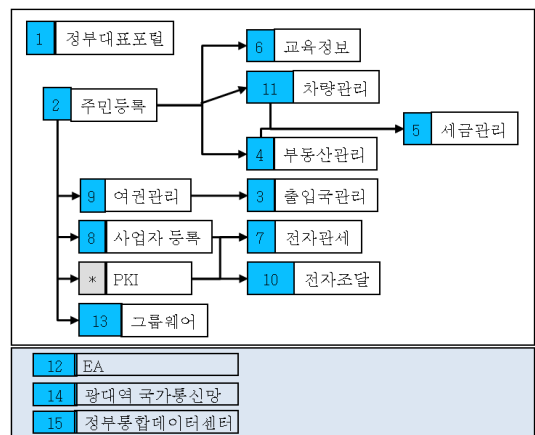 1 정부대표포털
6 교육정보
11 차량관리
2 주민등록
5 세금관리
4 부동산관리
9 여권관리
3 출입국관리
8 사업자 등록
7 전자관세
* PKI
10 전자조달
13 그룹웨어
12 EA
14 광대역 국가통신망
15 정부통합데이터센터